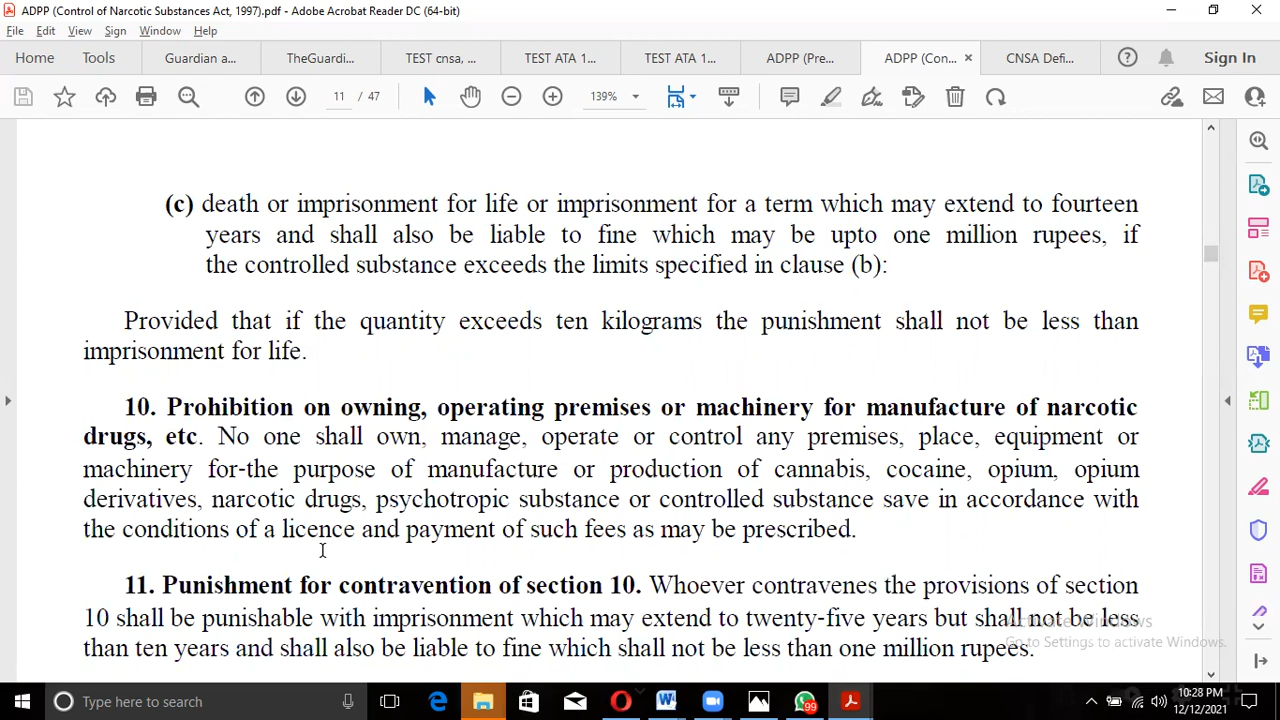 ADPP (Control of Narcotic Substances Act, 1997).pdf - Adobe Acrobat Reader DC (64-bit)
File Edit View Sign Window Help
Home Tools Guardian a... TheGuardi... TEST cnsa, ... TEST ATA 1... TEST ATA 1... ADPP (Pre... ADPP (Con... × CNSA Defi... Sign In
11 / 47 139%
(c) death or imprisonment for life or imprisonment for a term which may extend to fourteen
years and shall also be liable to fine which may be upto one million rupees, if
the controlled substance exceeds the limits specified in clause (b):
Provided that if the quantity exceeds ten kilograms the punishment shall not be less than
imprisonment for life.
10. Prohibition on owning, operating premises or machinery for manufacture of narcotic
drugs, etc. No one shall own, manage, operate or control any premises, place, equipment or
machinery for-the purpose of manufacture or production of cannabis, cocaine, opium, opium
derivatives, narcotic drugs, psychotropic substance or controlled substance save in accordance with
the conditions of a licence and payment of such fees as may be prescribed.
11. Punishment for contravention of section 10. Whoever contravenes the provisions of section
10 shall be punishable with imprisonment which may extend to twenty-five years but shall not be less
than ten years and shall also be liable to fine which shall not be less than one million rupees.
Activate Windows
Go to Settings to activate Windows.
Type here to search
99
10:28 PM
12/12/2021